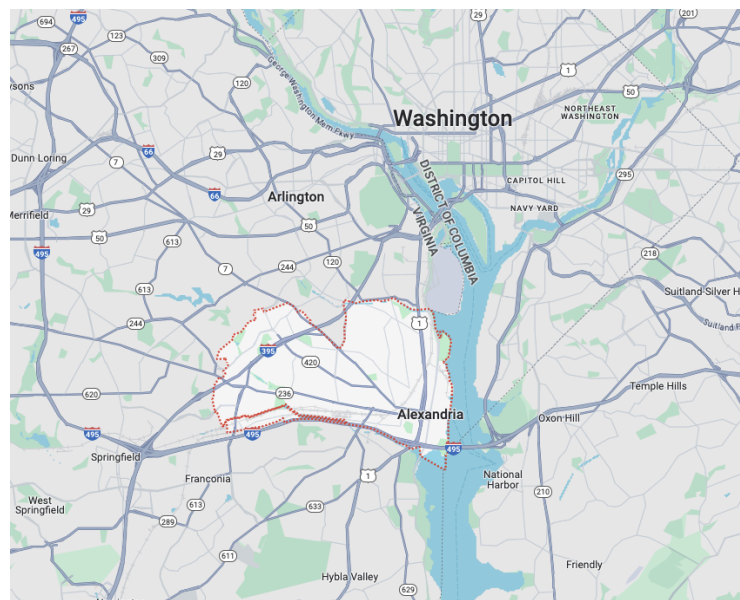 694
495
29
201
123
267
309
1
ysons
120
50
George Washington Mem. Pkwy
Washington
NORTHEAST
WASHINGTON
Dunn Loring
66
29
7
66
DISTRICT OF COLUMBIA
VIRGINIA
CAPITOL HILL
295
Arlington
NAVY YARD
Merrifield
29
50
50
613
495
218
244
120
7
613
Suitland-Silver H
244
1
Suitland P
395
420
620
236
Temple Hills
Alexandria
Oxon Hill
495
495
495
Springfield
National
Harbor
Franconia
1
210
West
Springfield
613
633
289
611
Friendly
Hybla Valley
629